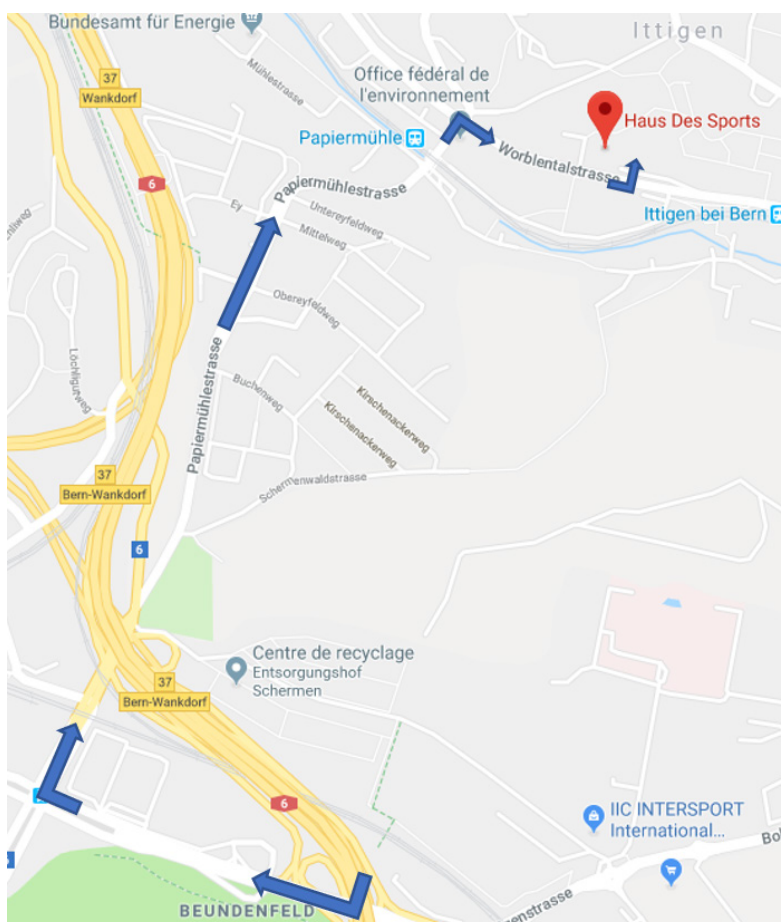 Bundesamt für Energie
Ittigen
37
Wankdorf
Mühlestrasse
Office fédéral de
l'environnement
Haus Des Sports
Papiermühle
Worblentalstrasse
6
Papiermühlestrasse
Ey
Untereyfeldweg
Mittelweg
Ittigen bei Bern
Obereyfeldweg
Löchligutweg
Papiermühlestrasse
Buchenweg
Kirschenackerweg
Kirschenackerweg
Schermenwaldstrasse
37
Bern-Wankdorf
6
Centre de recyclage
Entsorgungshof
Schermen
37
Bern-Wankdorf
6
IIC INTERSPORT
International...
6
BEUNDENFELD